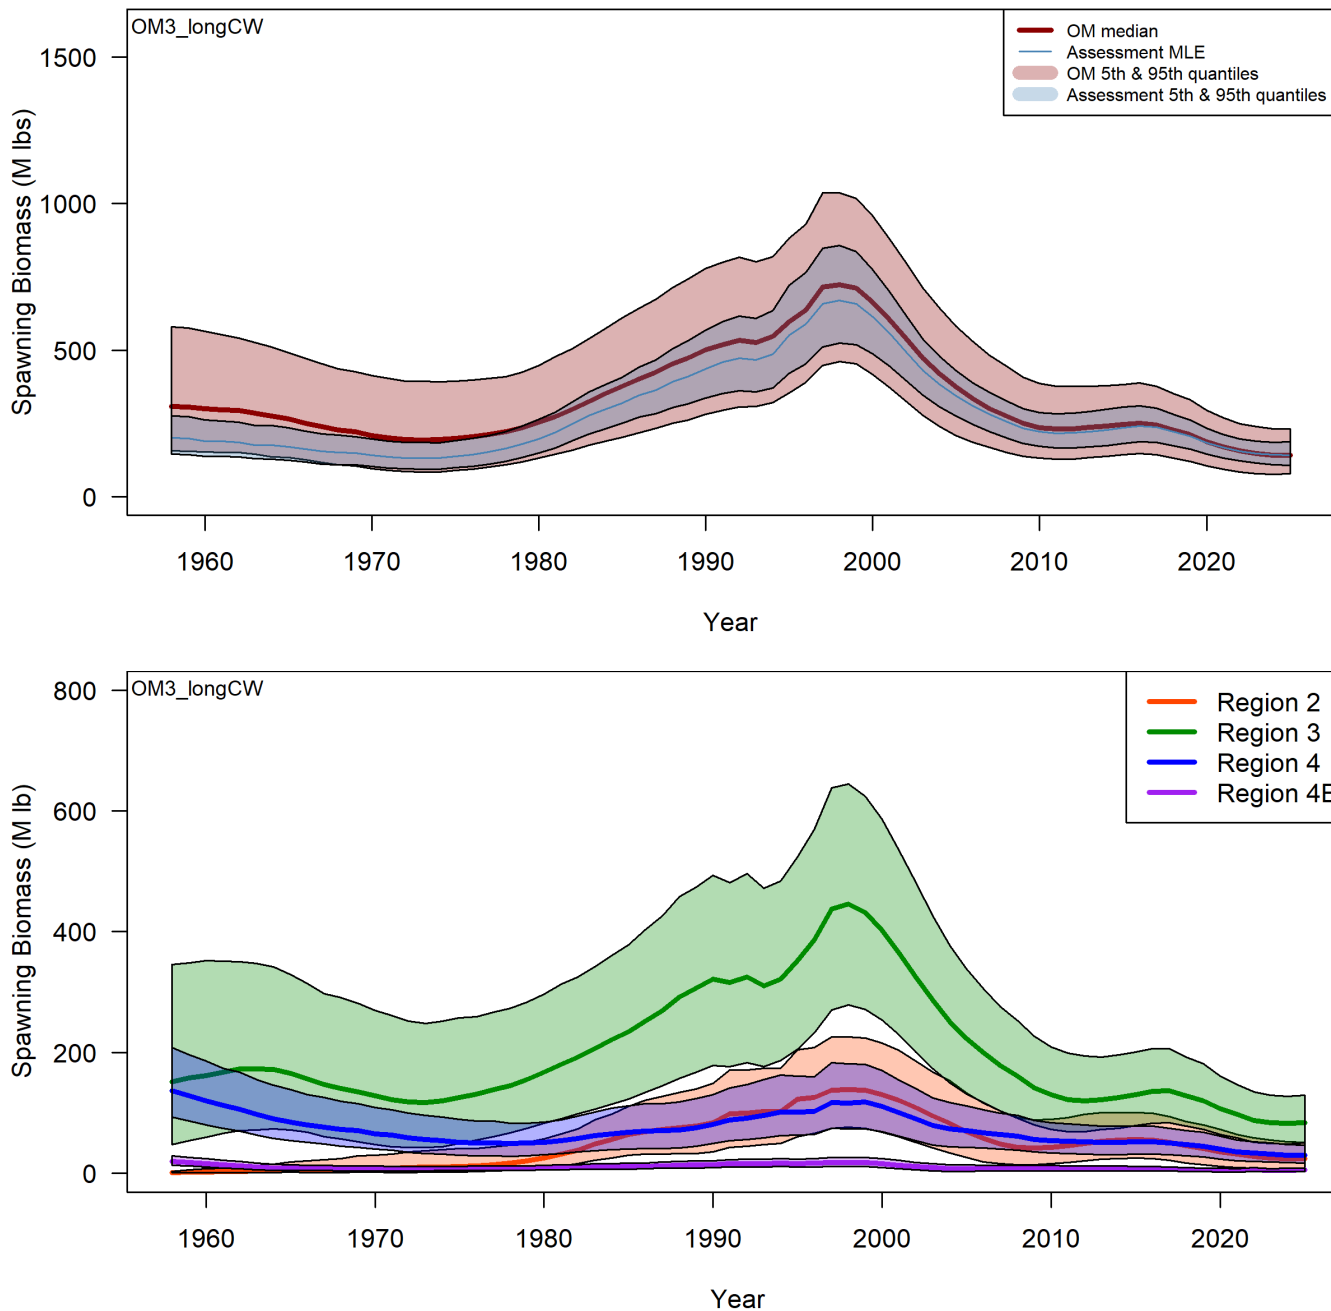 OM3_longCW
OM median
Assessment MLE
OM 5th & 95th quantiles
Assessment 5th & 95th quantiles
Spawning Biomass (M lbs)
1500
1000
500
0
1960 1970 1980 1990 2000 2010 2020
Year
OM3_longCW
Region 2
Region 3
Region 4
Region 4B
Spawning Biomass (M lb)
800
600
400
200
0
1960 1970 1980 1990 2000 2010 2020
Year